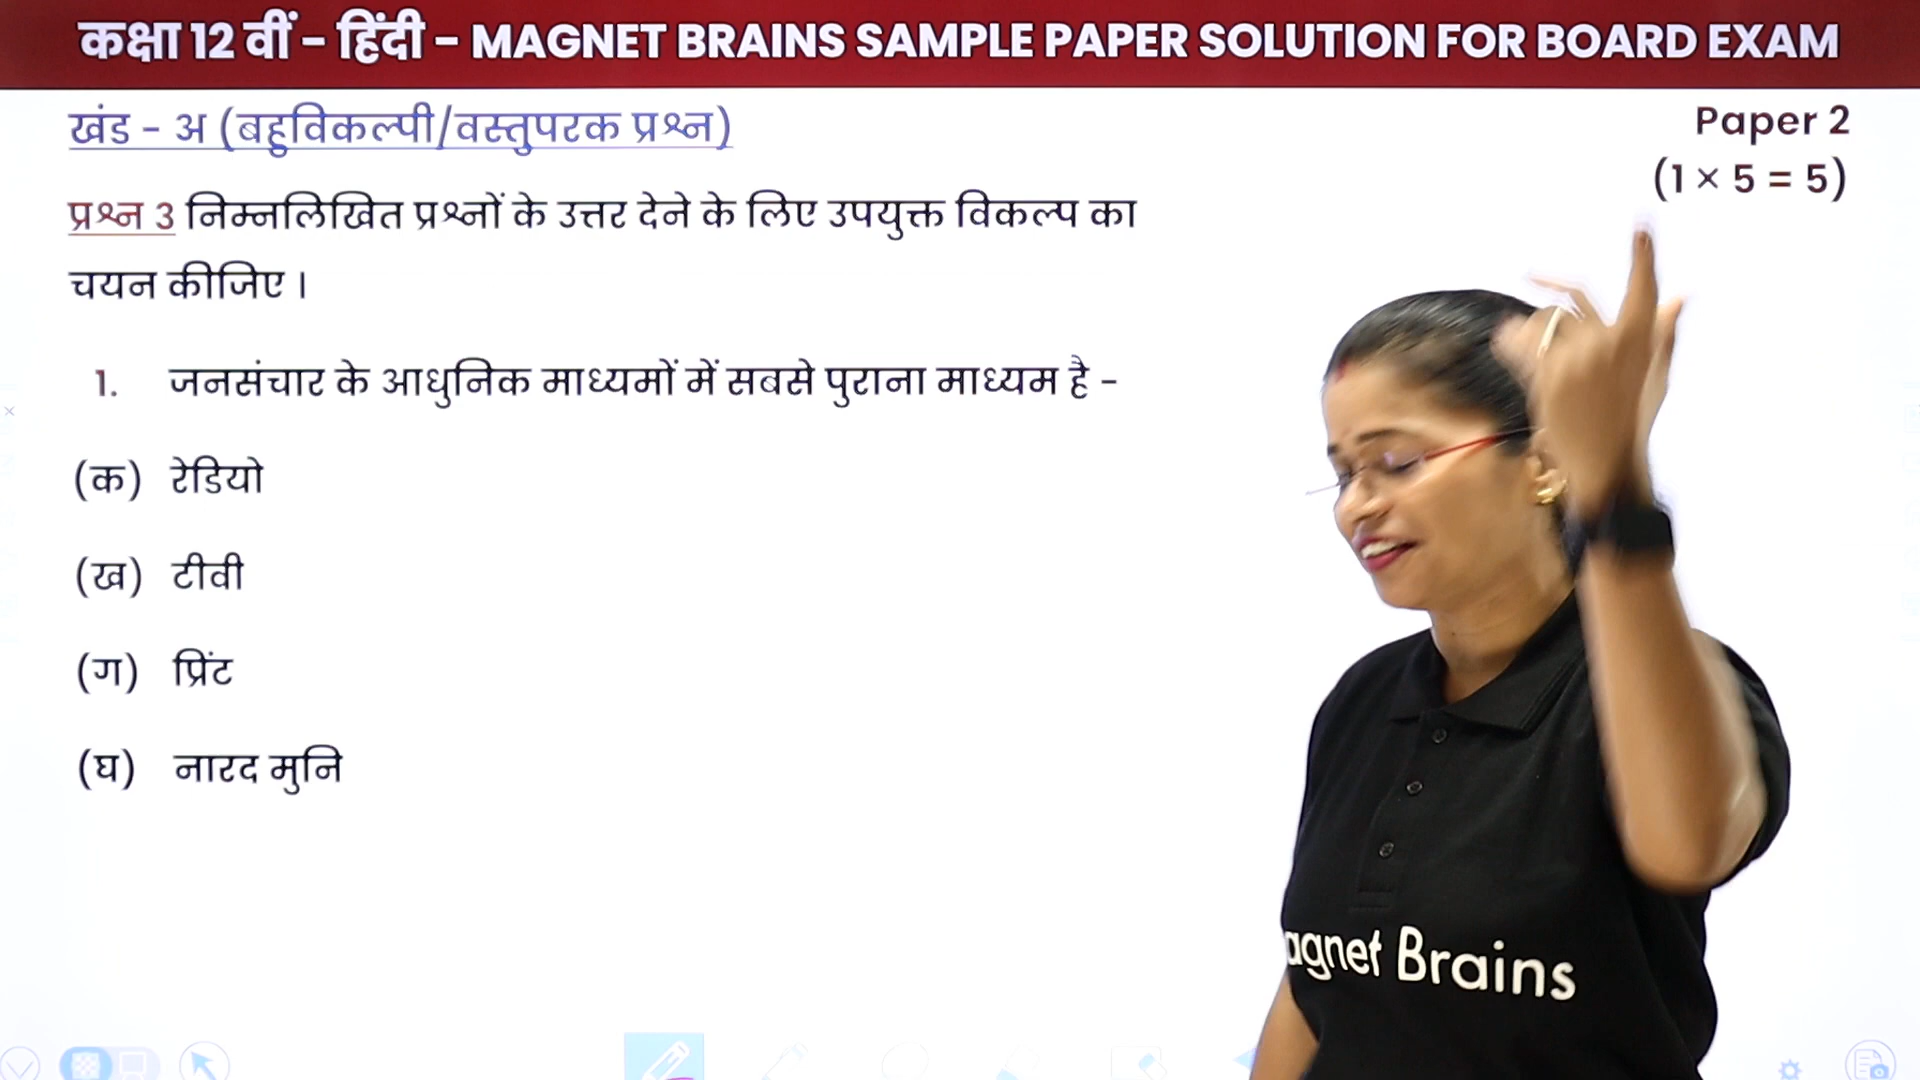 कक्षा 12 वीं - हिंदी - MAGNET BRAINS SAMPLE PAPER SOLUTION FOR BOARD EXAM
खंड - अ (बहुविकल्पी/वस्तुपरक प्रश्न)
Paper 2
(1 × 5 = 5)
प्रश्न 3 निम्नलिखित प्रश्नों के उत्तर देने के लिए उपयुक्त विकल्प का
चयन कीजिए ।
1. जनसंचार के आधुनिक माध्यमों में सबसे पुराना माध्यम है -
(क) रेडियो
(ख) टीवी
(ग) प्रिंट
(घ) नारद मुनि
agnet Brains